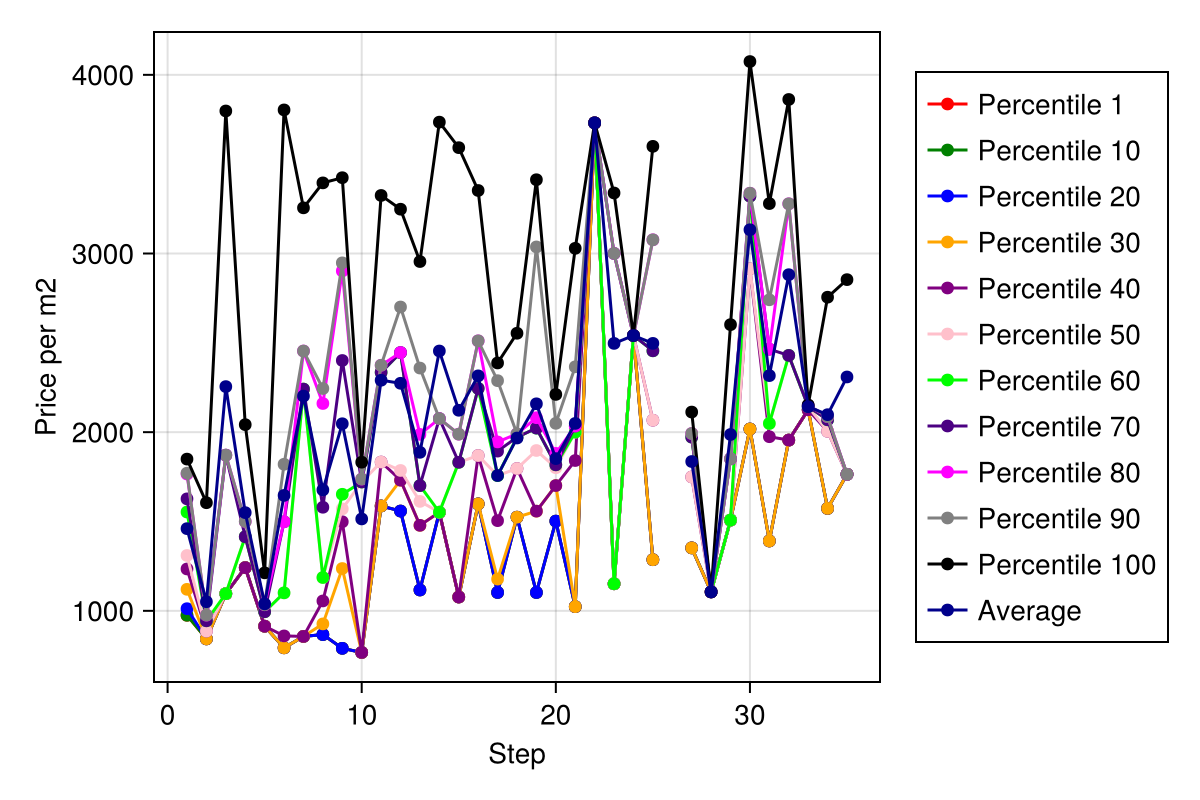 4000
3000
2000
1000
Price per m2
0
10
20
30
Step
Percentile 1
Percentile 10
Percentile 20
Percentile 30
Percentile 40
Percentile 50
Percentile 60
Percentile 70
Percentile 80
Percentile 90
Percentile 100
Average